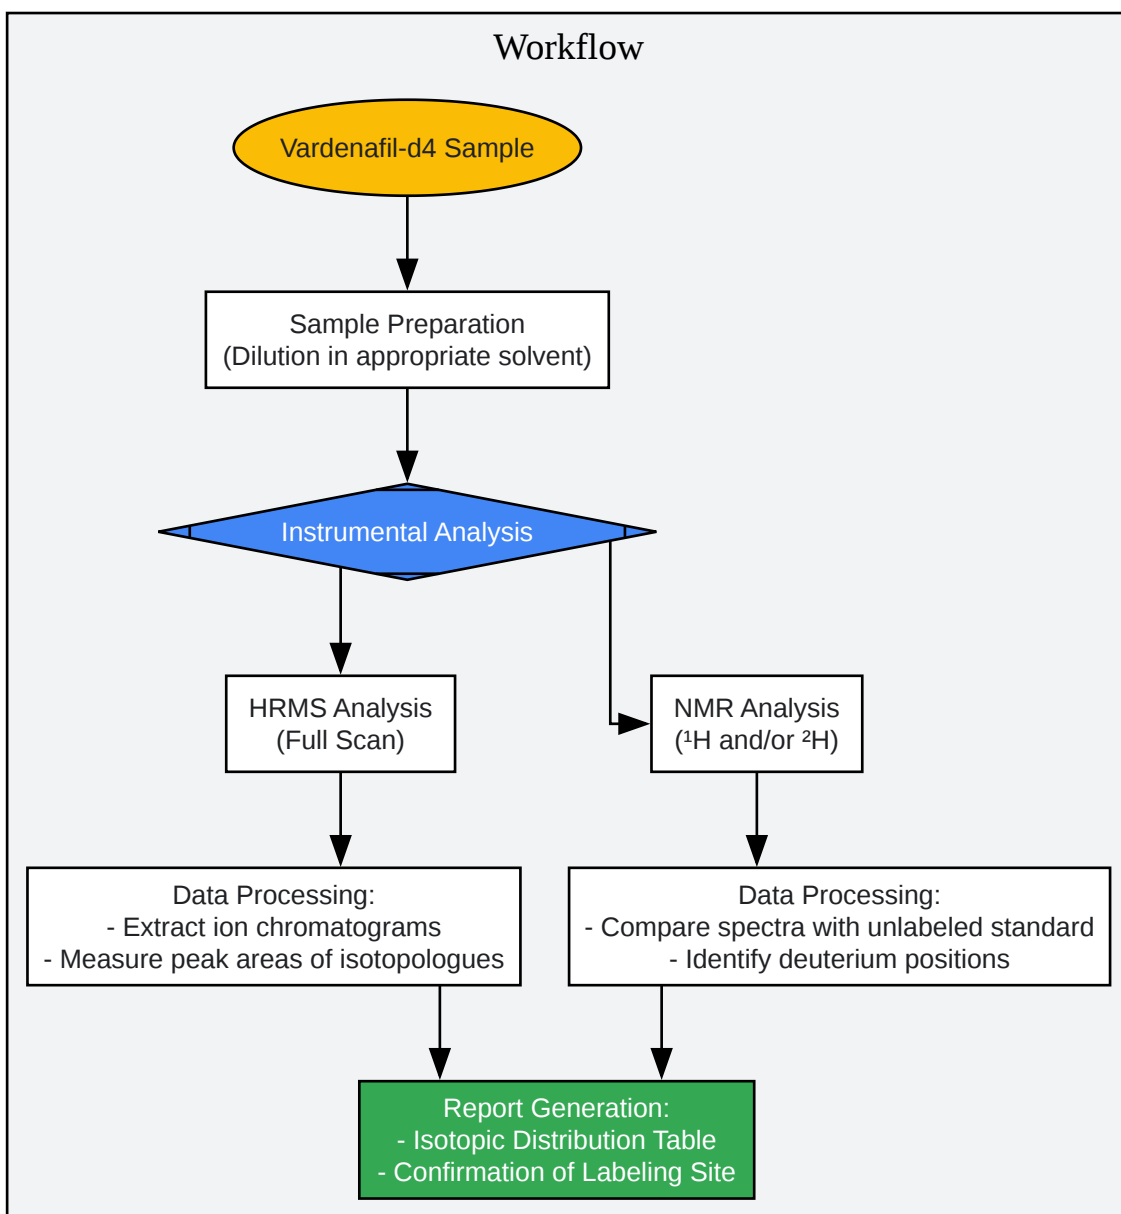 Workflow
Vardenafil-d4 Sample
Sample Preparation
(Dilution in appropriate solvent)
Instrumental Analysis
HRMS Analysis
(Full Scan)
NMR Analysis
(¹H and/or ²H)
Data Processing:
- Extract ion chromatograms
- Measure peak areas of isotopologues
Data Processing:
- Compare spectra with unlabeled standard
- Identify deuterium positions
Report Generation:
- Isotopic Distribution Table
- Confirmation of Labeling Site